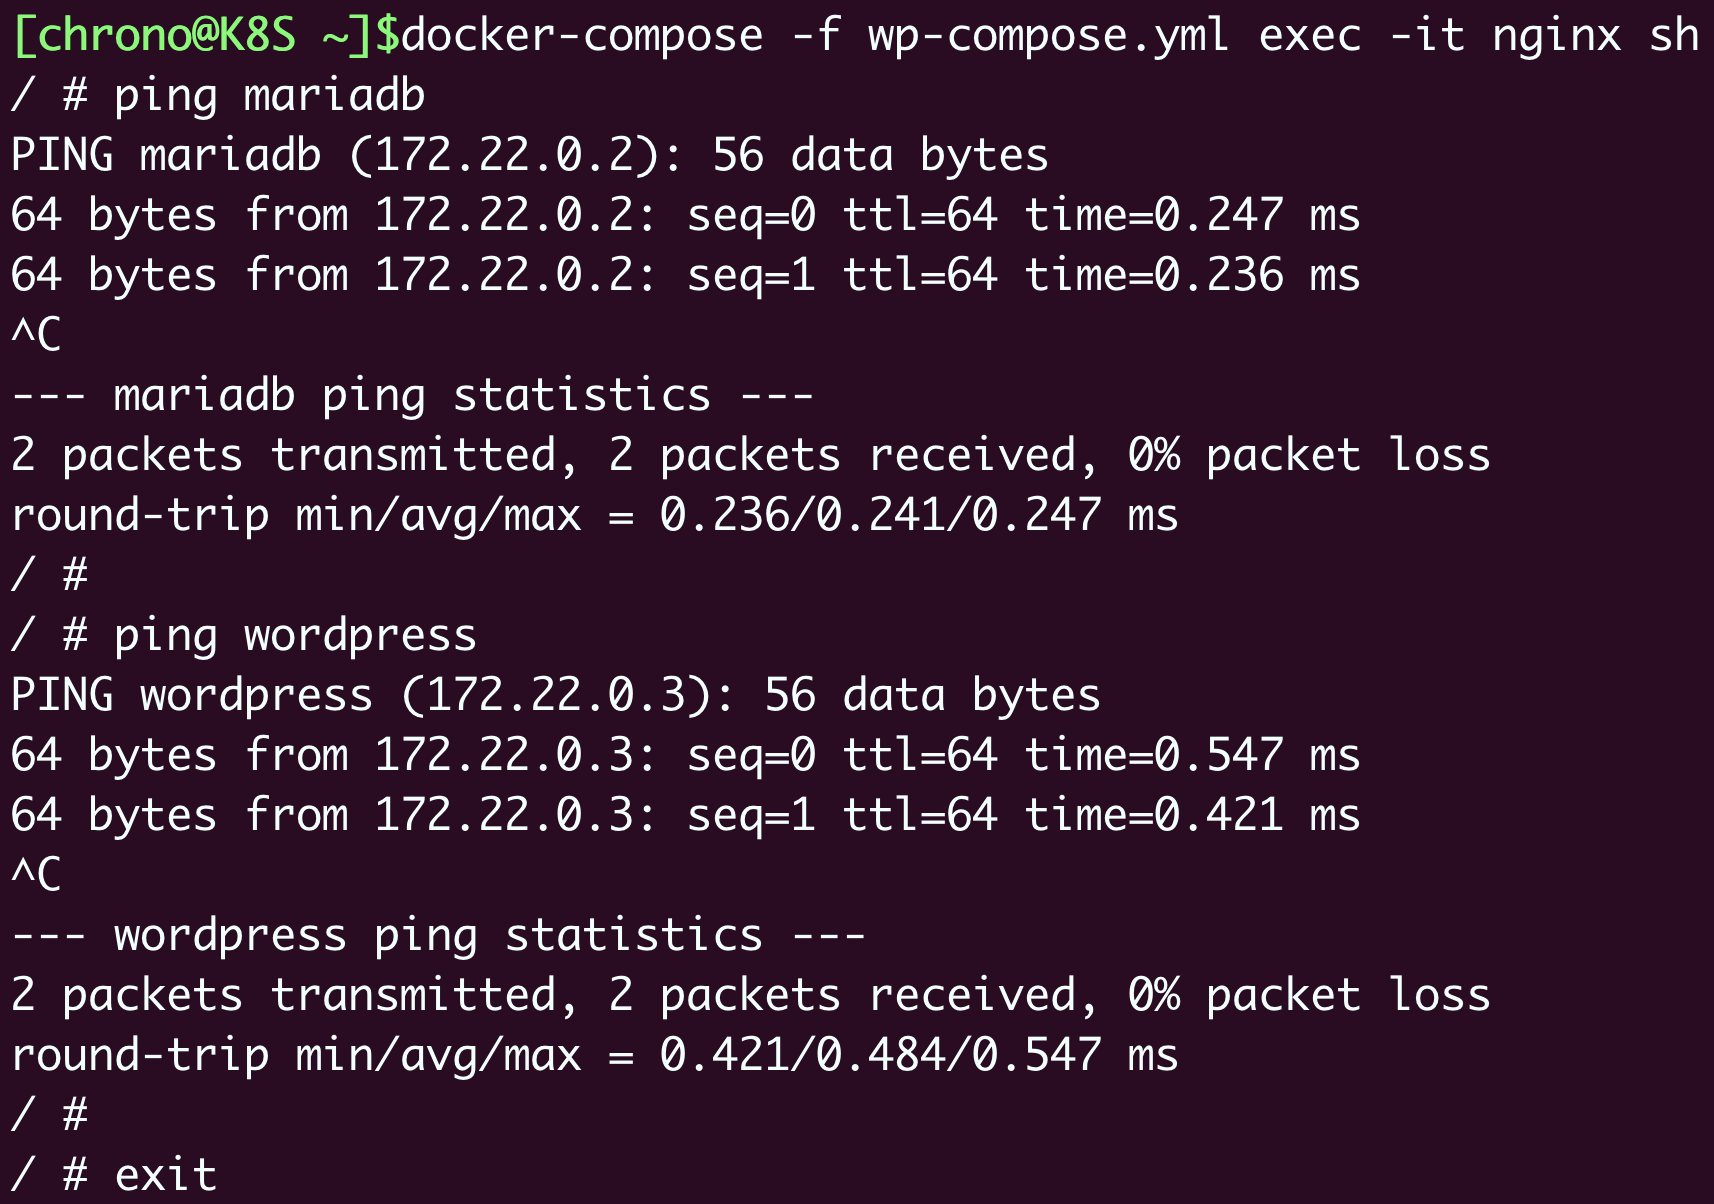 [chrono@K8S ~]$docker-compose -f wp-compose.yml exec -it nginx sh
/ # ping mariadb
PING mariadb (172.22.0.2): 56 data bytes
64 bytes from 172.22.0.2: seq=0 ttl=64 time=0.247 ms
64 bytes from 172.22.0.2: seq=1 ttl=64 time=0.236 ms
^C
--- mariadb ping statistics ---
2 packets transmitted, 2 packets received, 0% packet loss
round-trip min/avg/max = 0.236/0.241/0.247 ms
/ #
/ # ping wordpress
PING wordpress (172.22.0.3): 56 data bytes
64 bytes from 172.22.0.3: seq=0 ttl=64 time=0.547 ms
64 bytes from 172.22.0.3: seq=1 ttl=64 time=0.421 ms
^C
--- wordpress ping statistics ---
2 packets transmitted, 2 packets received, 0% packet loss
round-trip min/avg/max = 0.421/0.484/0.547 ms
/ #
/ # exit